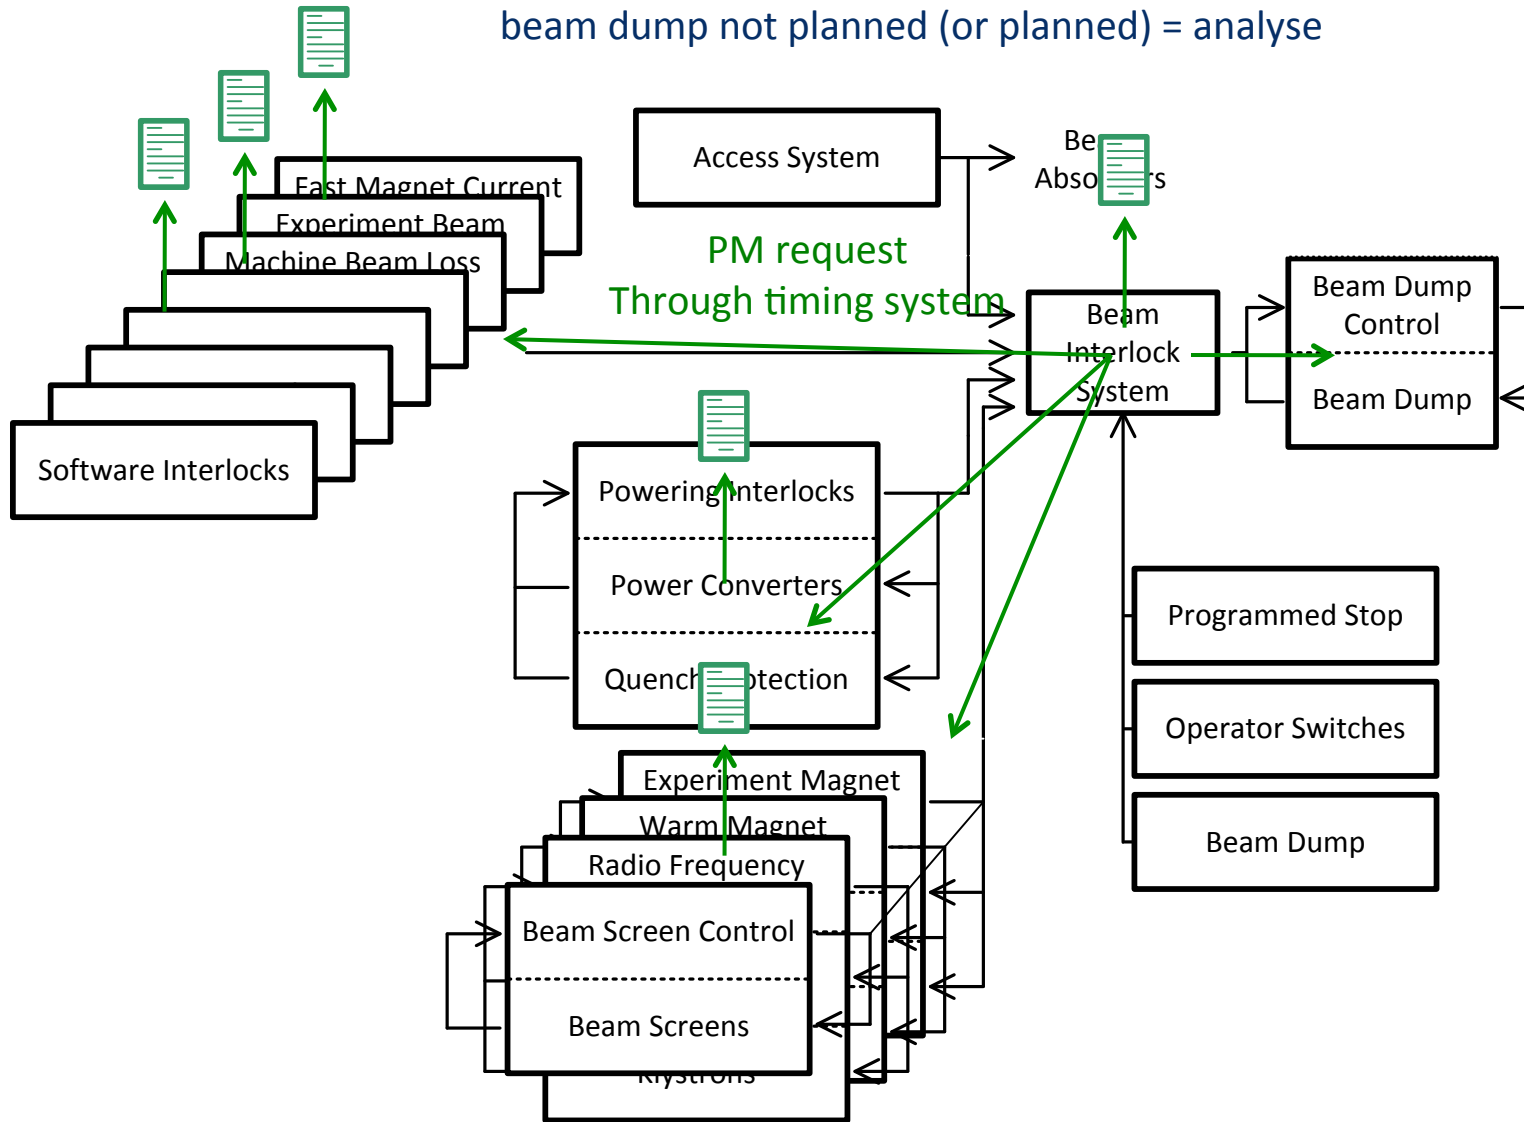 beam dump not planned (or planned) = analyse
Access System
Fast Magnet Current
Experiment Beam
Machine Beam Loss
Software Interlocks
PM request
Through timing system
Beam
Interlock
System
Beam Dump
Control
Beam Dump
Powering Interlocks
Power Converters
Quench
Programmed Stop
Operator Switches
Beam Dump
Experiment Magnet
Warm Magnet
Radio Frequency
Beam Screen Control
Beam Screens
Klystrons